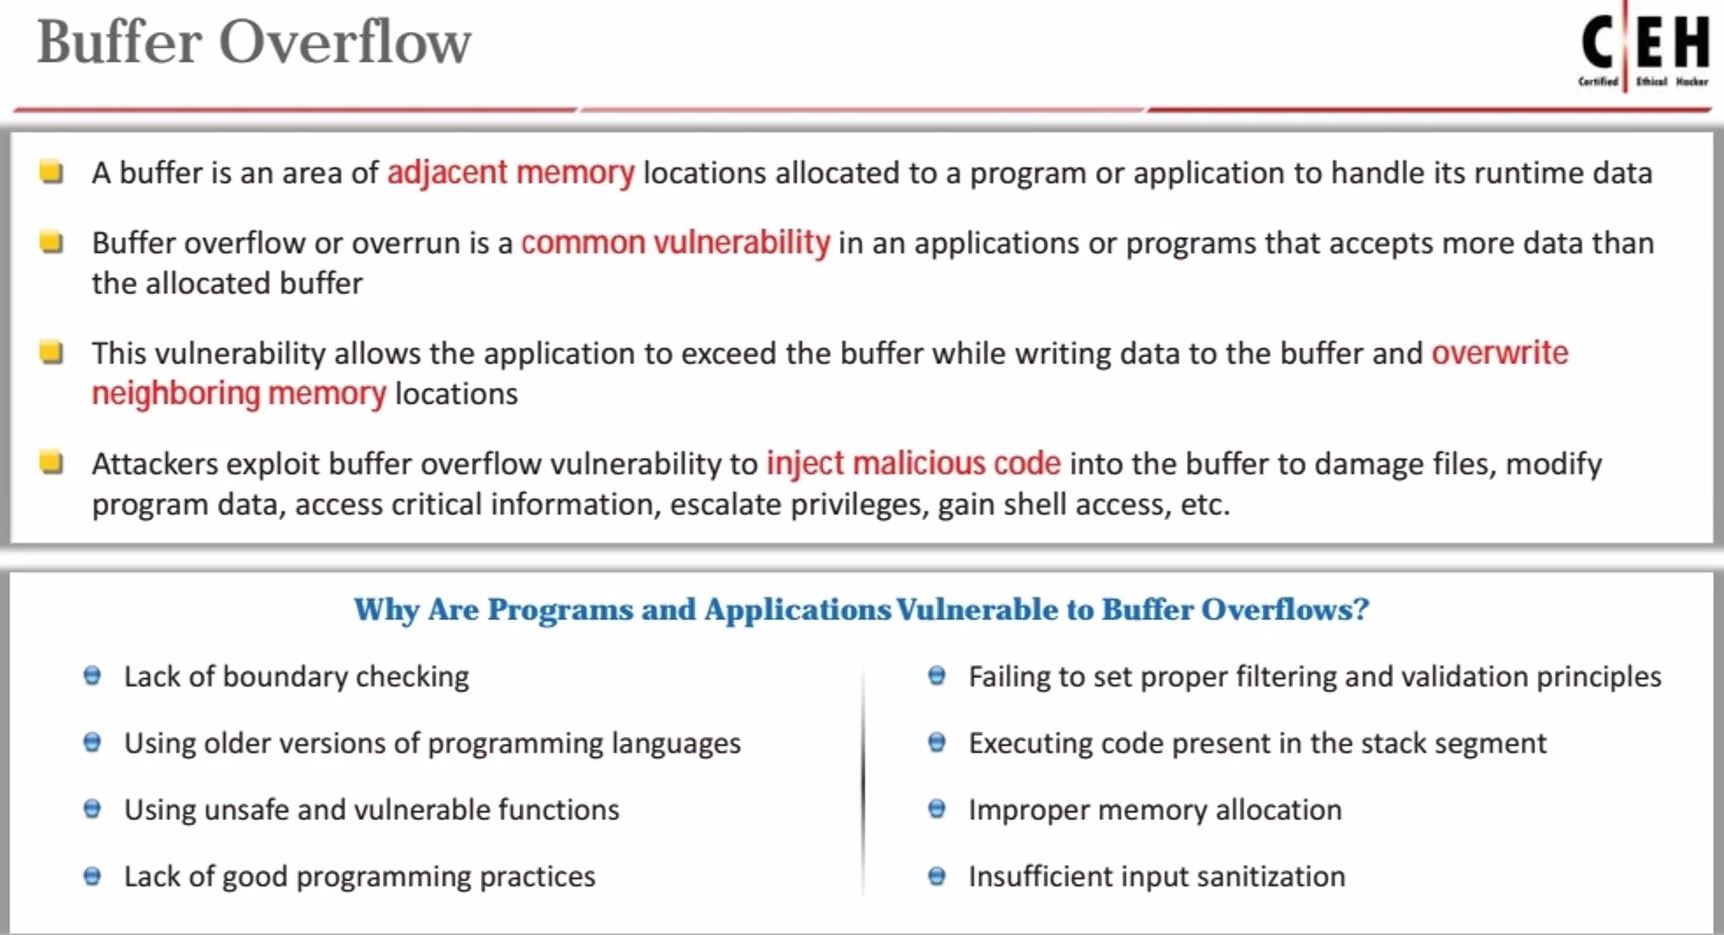 Buffer Overflow
C EH
Certified Ethical Hacker
A buffer is an area of adjacent memory locations allocated to a program or application to handle its runtime data
Buffer overflow or overrun is a common vulnerability in an applications or programs that accepts more data than
the allocated buffer
This vulnerability allows the application to exceed the buffer while writing data to the buffer and overwrite
neighboring memory locations
Attackers exploit buffer overflow vulnerability to inject malicious code into the buffer to damage files, modify
program data, access critical information, escalate privileges, gain shell access, etc.
Why Are Programs and Applications Vulnerable to Buffer Overflows?
Lack of boundary checking
Using older versions of programming languages
Using unsafe and vulnerable functions
Lack of good programming practices
Failing to set proper filtering and validation principles
Executing code present in the stack segment
Improper memory allocation
Insufficient input sanitization